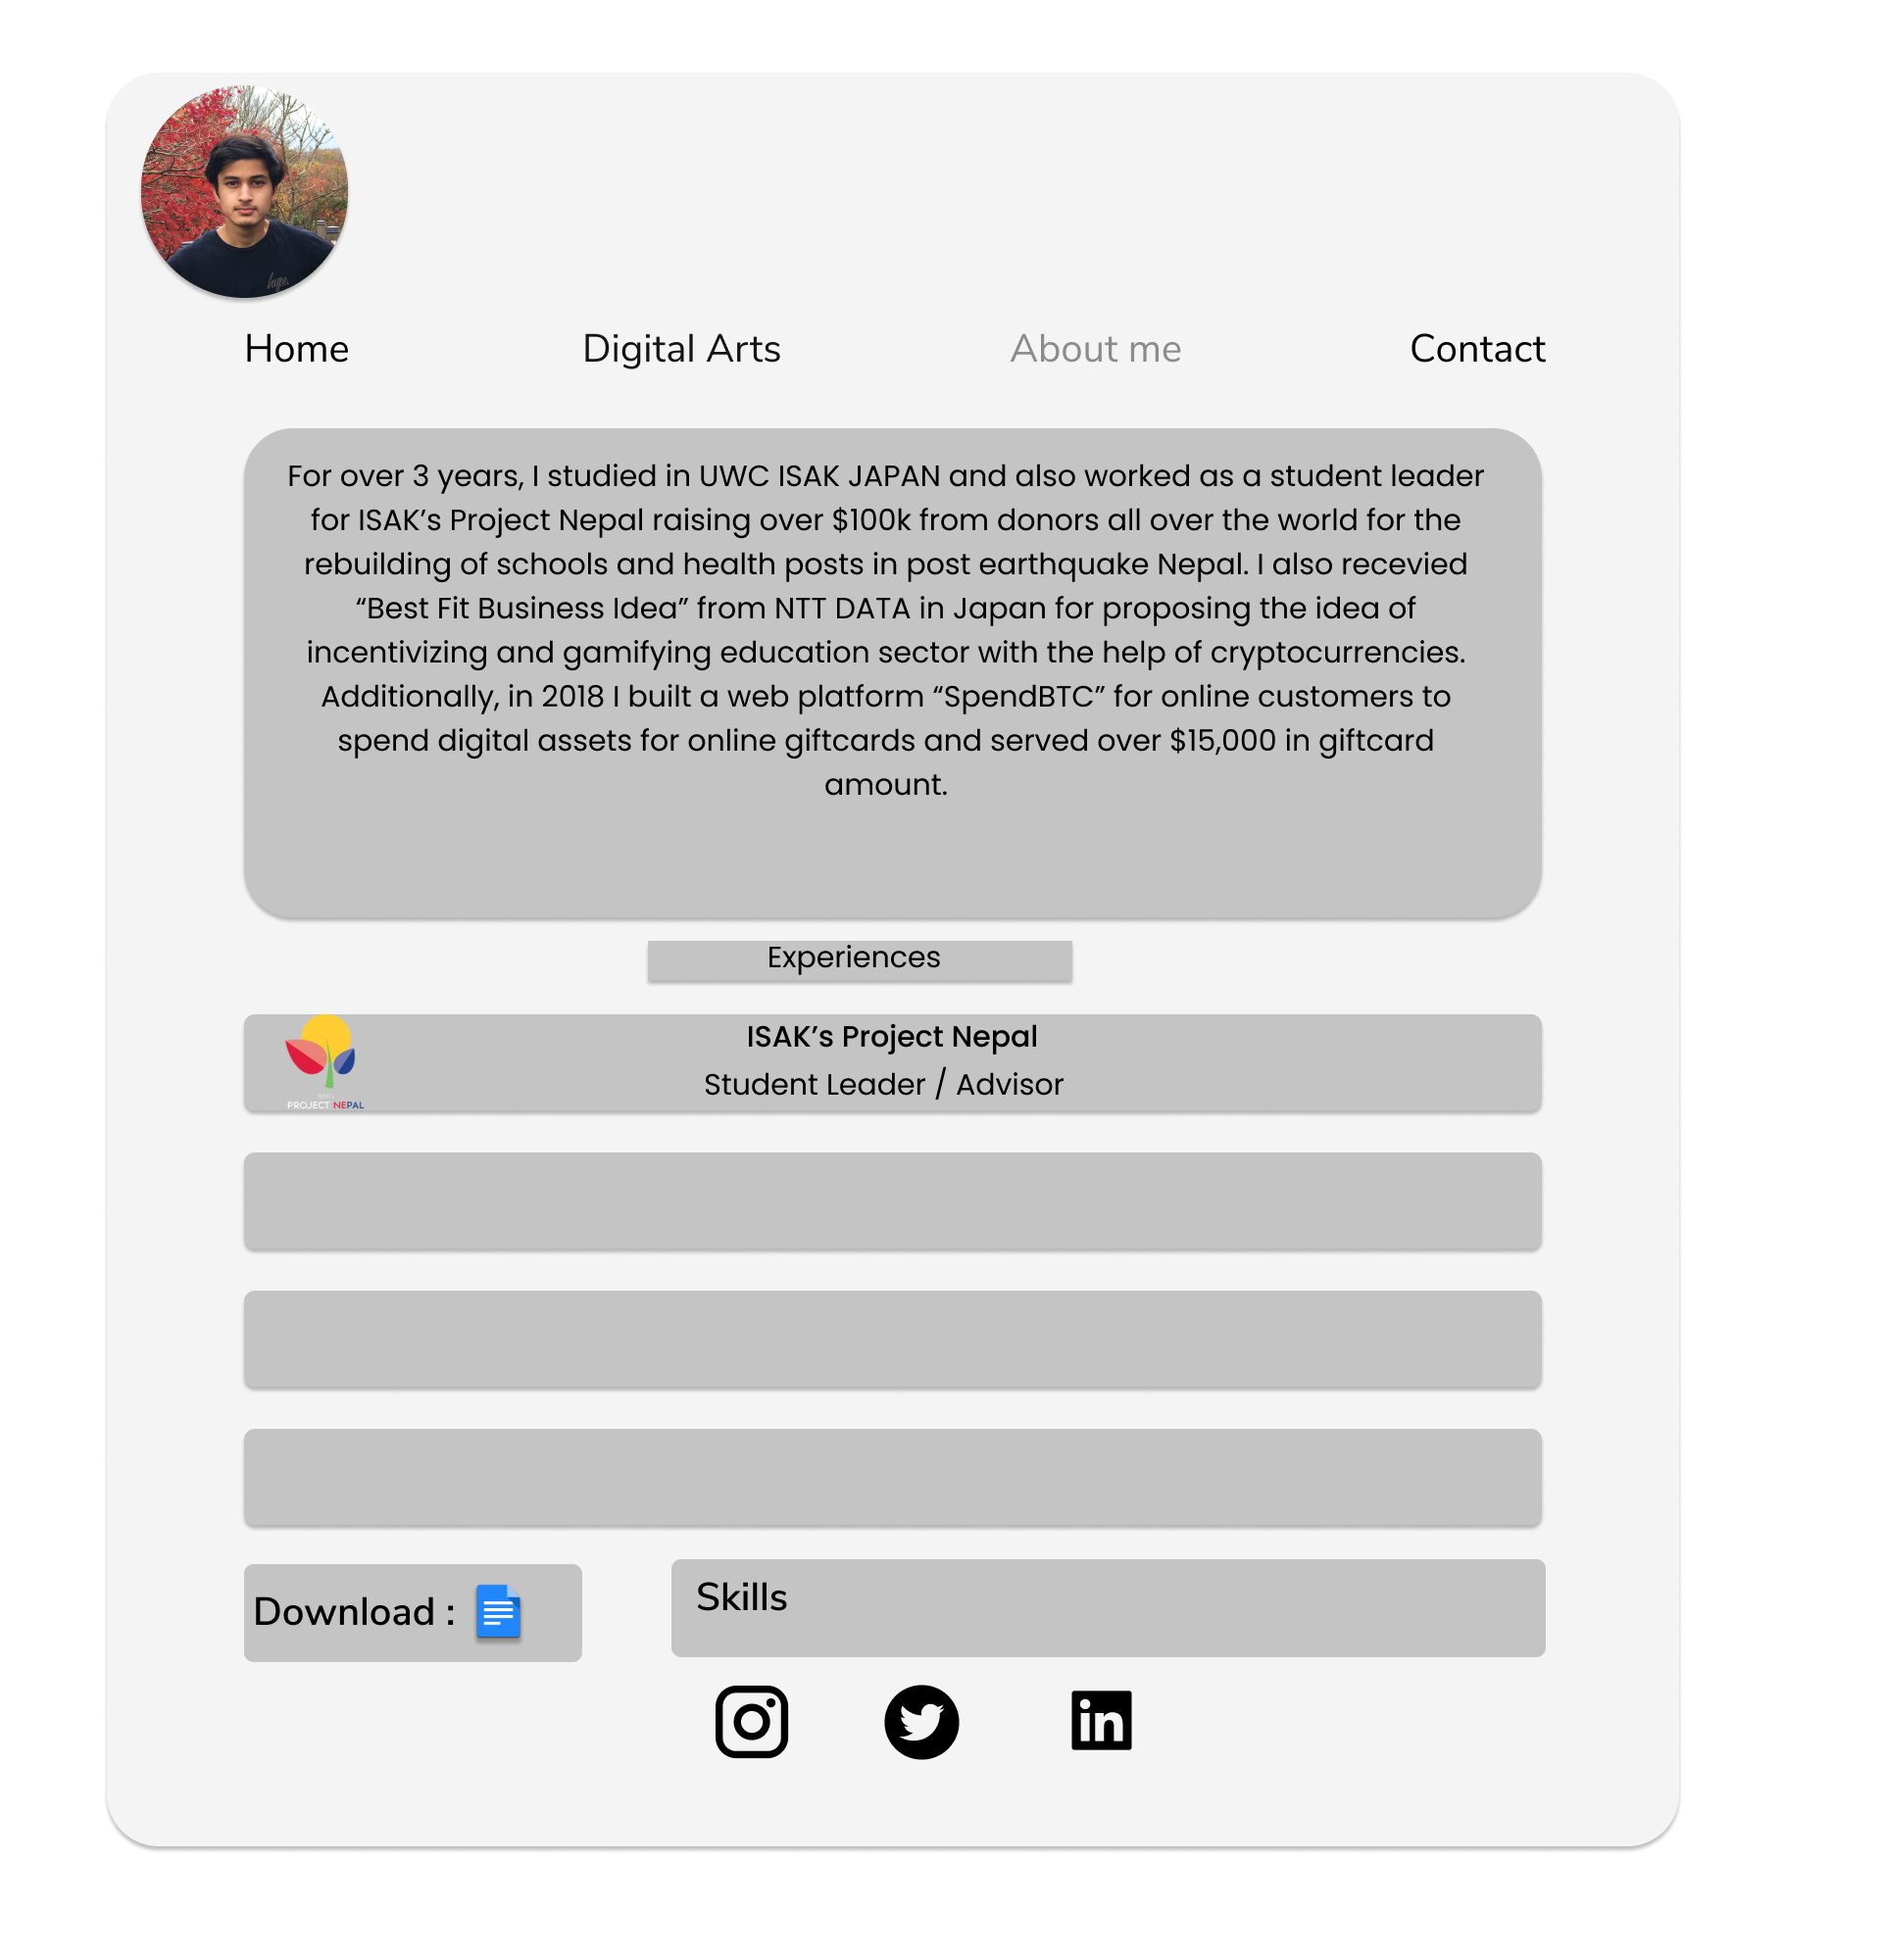 Home
Digital Arts
About me
Contact
For over 3 years, I studied in UWC ISAK JAPAN and also worked as a student leader
for ISAK’s Project Nepal raising over $100k from donors all over the world for the
rebuilding of schools and health posts in post earthquake Nepal. I also recevied
“Best Fit Business Idea” from NTT DATA in Japan for proposing the idea of
incentivizing and gamifying education sector with the help of cryptocurrencies.
Additionally, in 2018 I built a web platform “SpendBTC” for online customers to
spend digital assets for online giftcards and served over $15,000 in giftcard
amount.
Experiences
PROJECT NEPAL
ISAK’s Project Nepal
Student Leader / Advisor
Download :
Skills
in